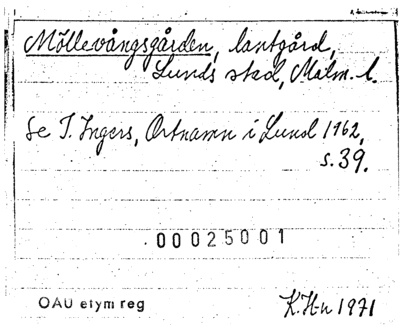 Möllevångsgården, lantgård,
Lunds stad, Malm. l.
Se I. Ingers, Ortnamn i Lund 1962,
s. 39.
00025001
OAU etym reg
K. H-n 1971